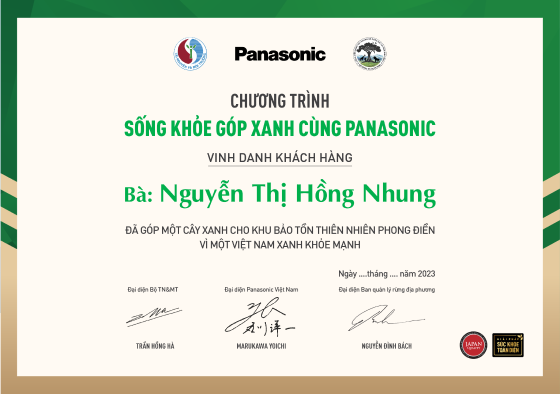 Panasonic
CHƯƠNG TRÌNH
SỐNG KHỎE GÓP XANH CÙNG PANASONIC
VINH DANH KHÁCH HÀNG
Bà: Nguyễn Thị Hồng Nhung
ĐÃ GÓP MỘT CÂY XANH CHO KHU BẢO TỒN THIÊN NHIÊN PHONG ĐIỀN
VÌ MỘT VIỆT NAM XANH KHỎE MẠNH
Ngày ....tháng .... năm 2023
Đại diện Bộ TN&MT
Đại diện Panasonic Việt Nam
Đại diện Ban quản lý rừng địa phương
TRẦN HỒNG HÀ
MARUKAWA YOICHI
NGUYỄN ĐÌNH BÁCH
JAPAN
QUALITY
SỨC KHỎE
TOÀN DIỆN